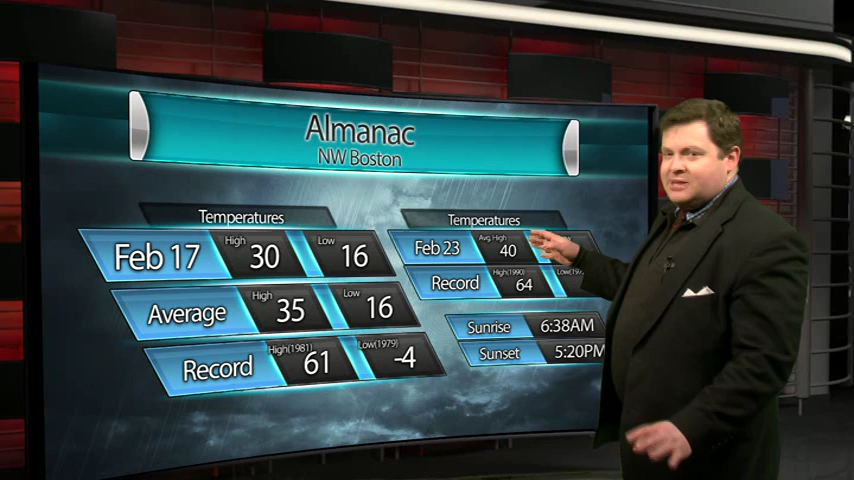 Almanac
NW Boston
Temperatures
Feb 17 High 30 Low 16
Average High 35 Low 16
Record High(1981) 61 Low(1979) -4
Temperatures
Feb 23 Avg. High 40
Record High(1990) 64
Sunrise 6:38AM
Sunset 5:20PM